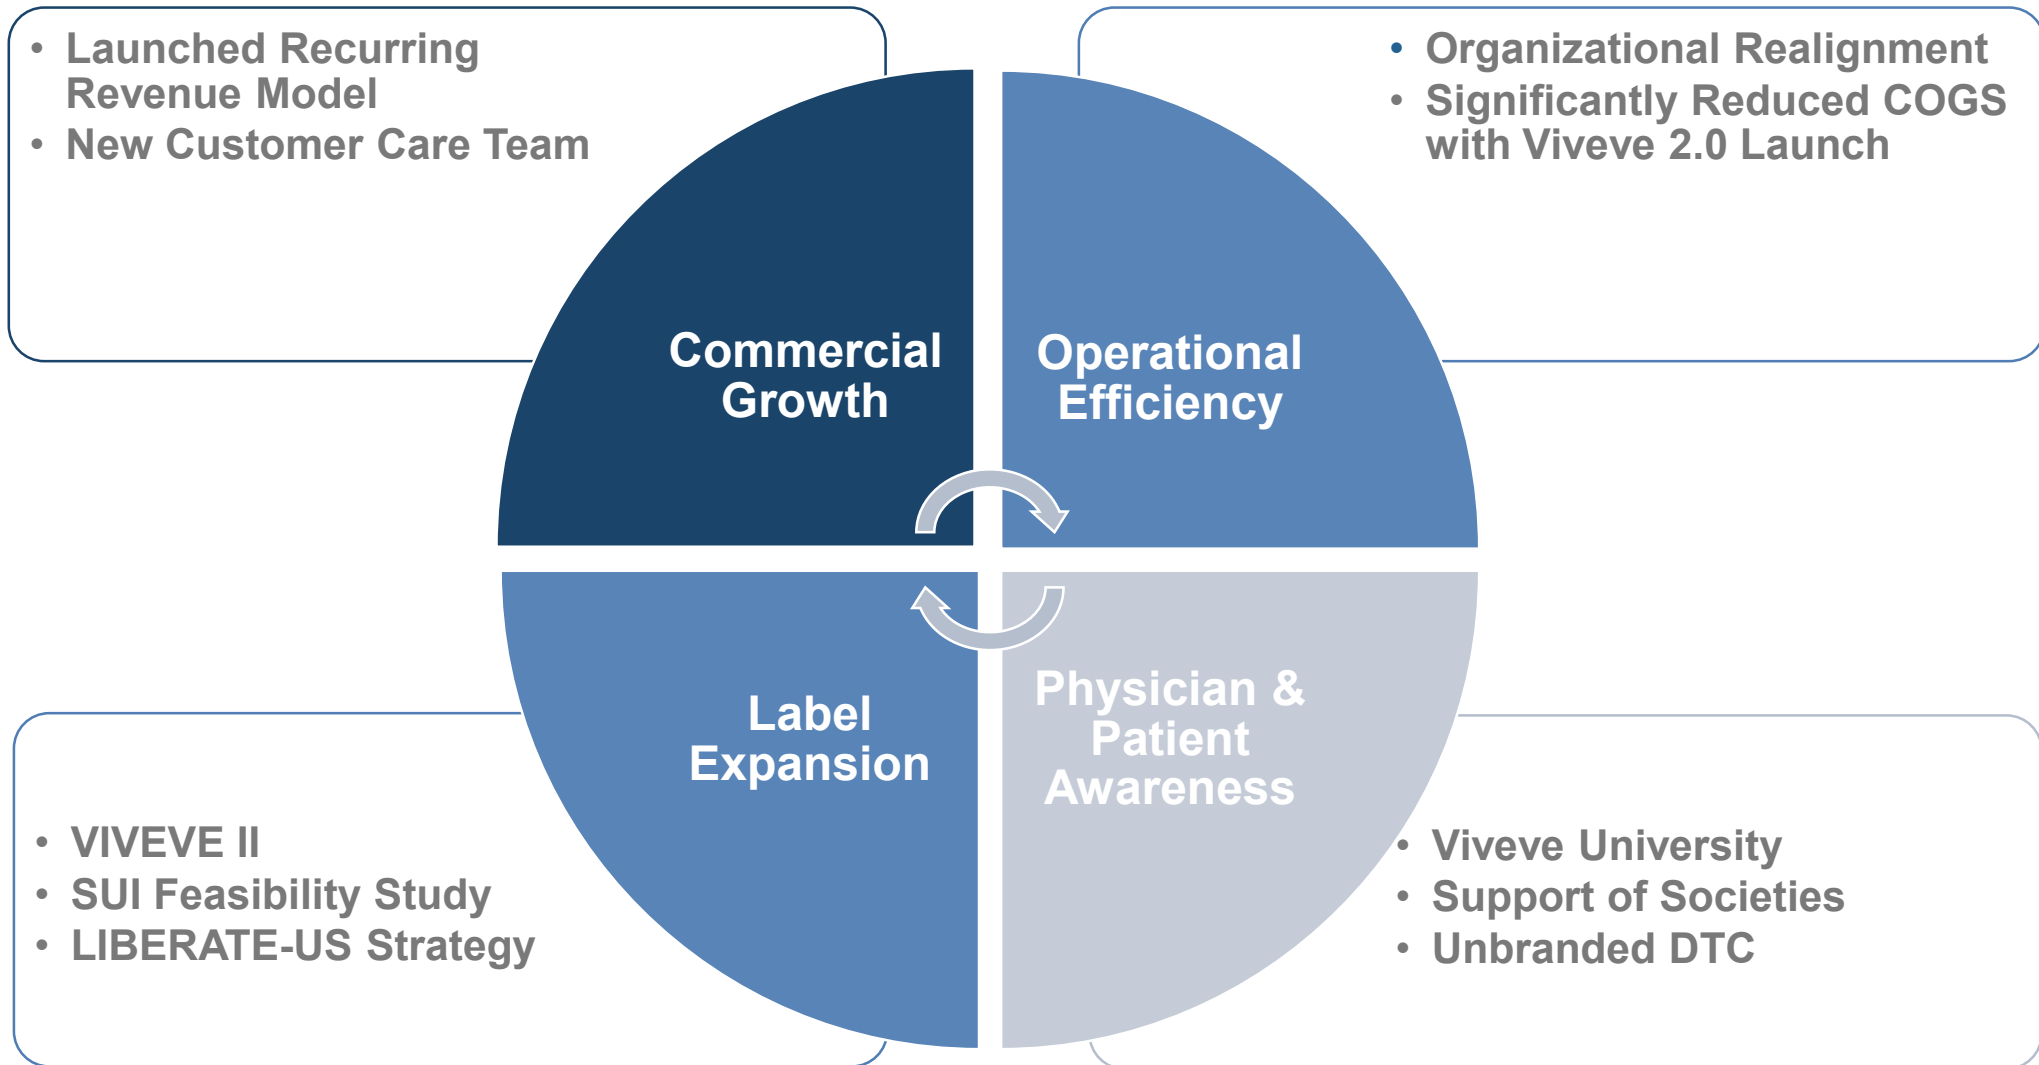 • Launched Recurring
Revenue Model
• New Customer Care Team
• Organizational Realignment
• Significantly Reduced COGS
with Viveve 2.0 Launch
Commercial
Growth
Operational
Efficiency
Label
Expansion
Physician &
Patient
Awareness
• VIVEVE II
• SUI Feasibility Study
• LIBERATE-US Strategy
• Viveve University
• Support of Societies
• Unbranded DTC